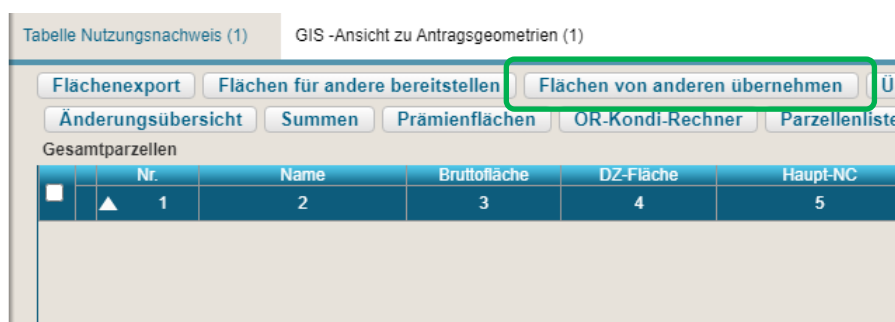 Tabelle Nutzungsnachweis (1) GIS -Ansicht zu Antragsgeometrien (1)
Flächenexport Flächen für andere bereitstellen Flächen von anderen übernehmen
Änderungsübersicht Summen Prämienflächen OR-Kondi-Rechner Parzellenliste
Gesamtparzellen
Nr. Name Bruttofläche DZ-Fläche Haupt-NC
1 2 3 4 5